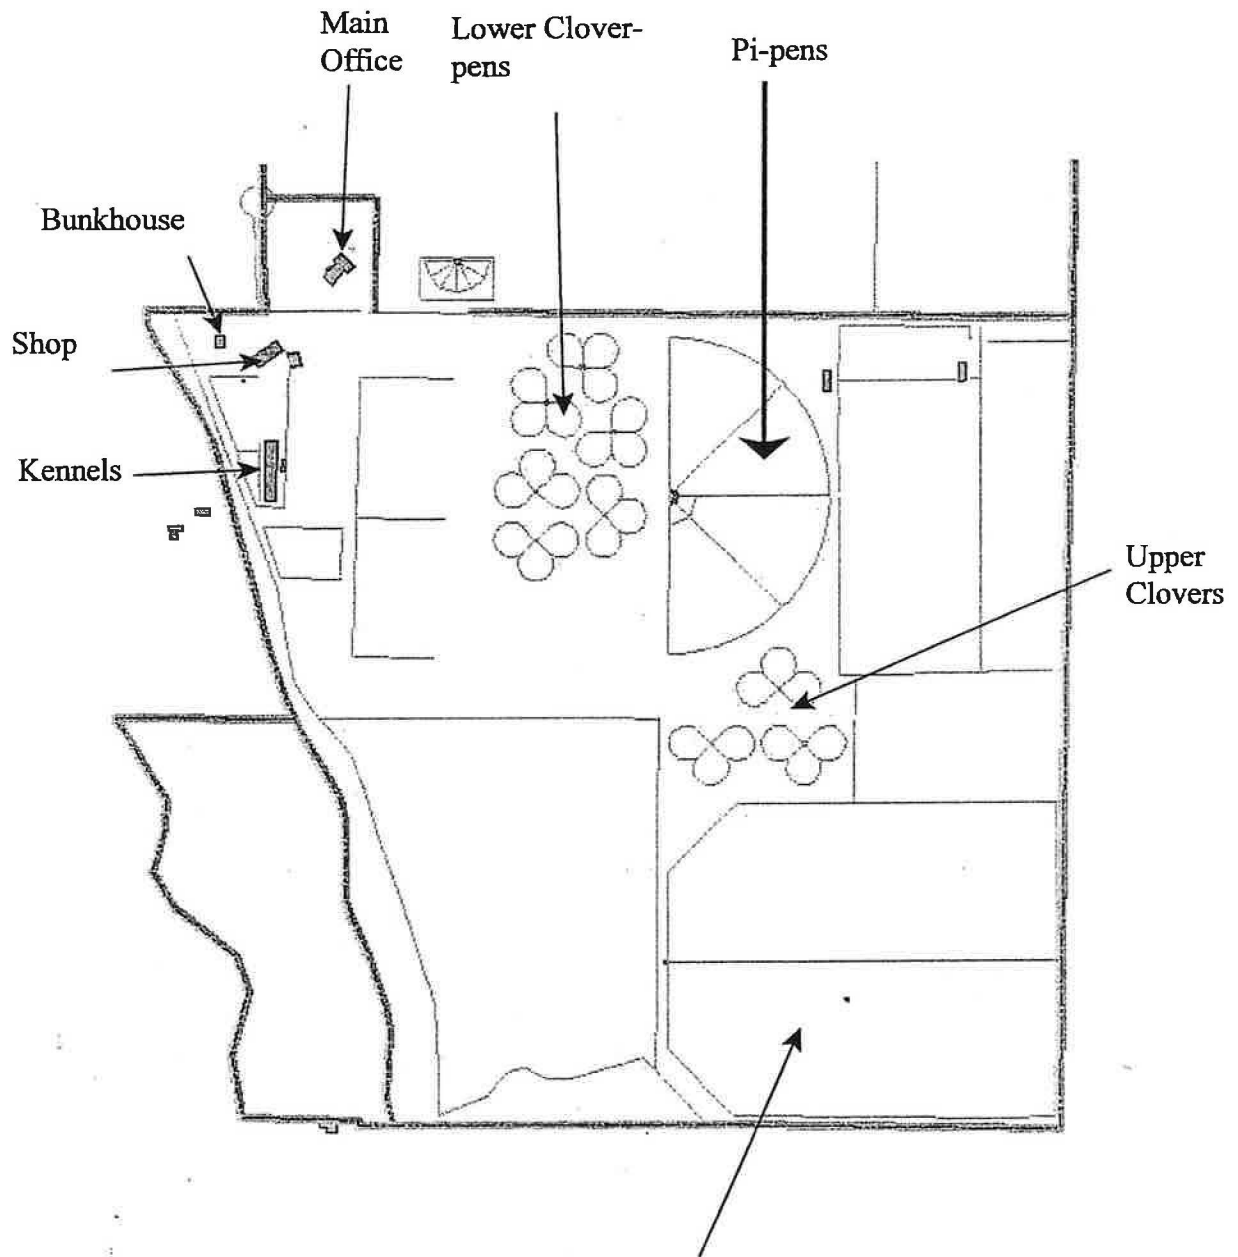 Main
Office
Lower Clover-
pens
Pi-pens
Bunkhouse
Shop
Kennels
Upper
Clovers